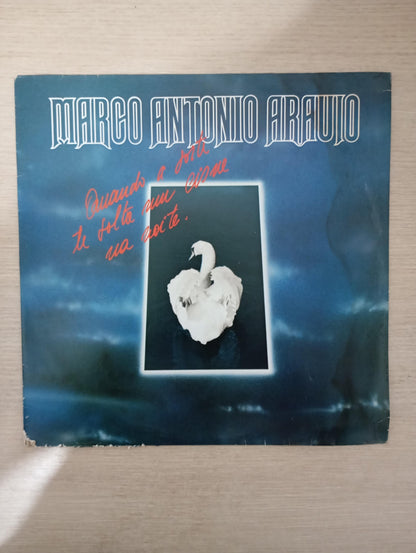 MARCO ANTONIO ARAUJO
Quando a sorte
te solta um cisne
na noite.